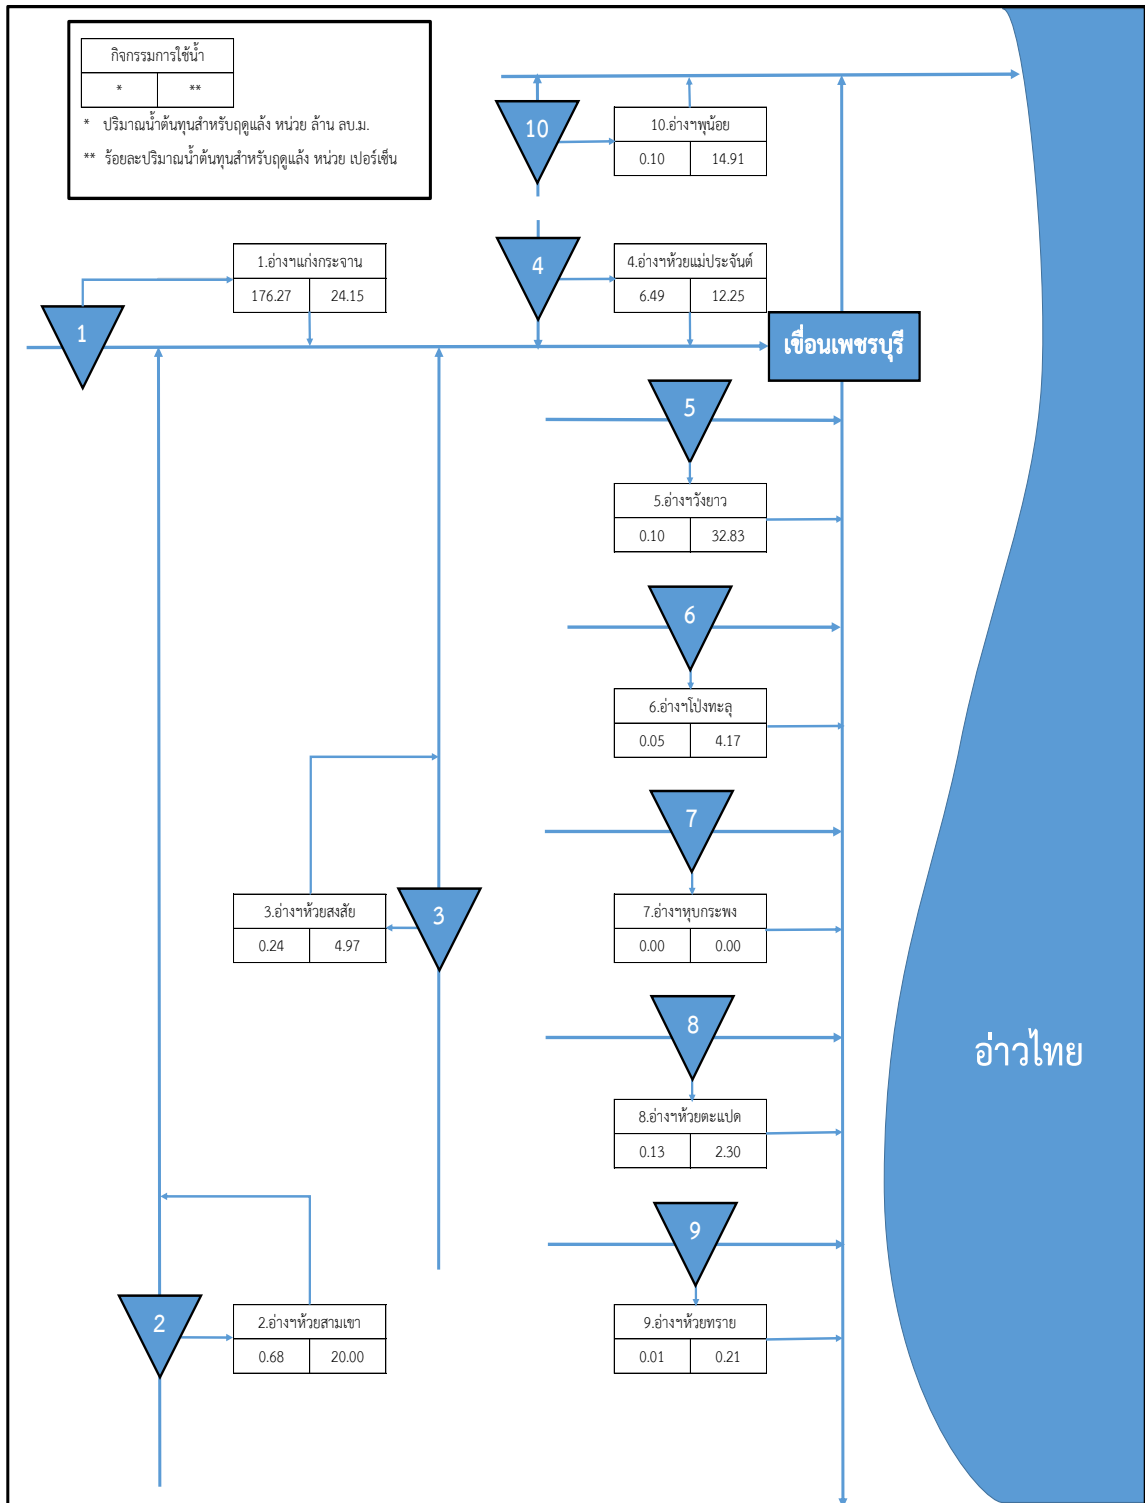 กิจกรรมการใช้น้ำ
* **
* ปริมาณน้ำต้นทุนสำหรับฤดูแล้ง หน่วย ล้าน ลบ.ม.
** ร้อยละปริมาณน้ำต้นทุนสำหรับฤดูแล้ง หน่วย เปอร์เซ็น
10
10.อ่างฯพุน้อย
0.10 14.91
4
4.อ่างฯห้วยแม่ประจันต์
6.49 12.25
1.อ่างฯแก่งกระจาน
176.27 24.15
1
เขื่อนเพชรบุรี
5
5.อ่างฯวังยาว
0.10 32.83
6
6.อ่างฯโป่งทะลุ
0.05 4.17
7
7.อ่างฯหุบกระพง
0.00 0.00
3
3.อ่างฯห้วยสงสัย
0.24 4.97
8
8.อ่างฯห้วยตะแปด
0.13 2.30
อ่าวไทย
9
9.อ่างฯห้วยทราย
0.01 0.21
2
2.อ่างฯห้วยสามเขา
0.68 20.00